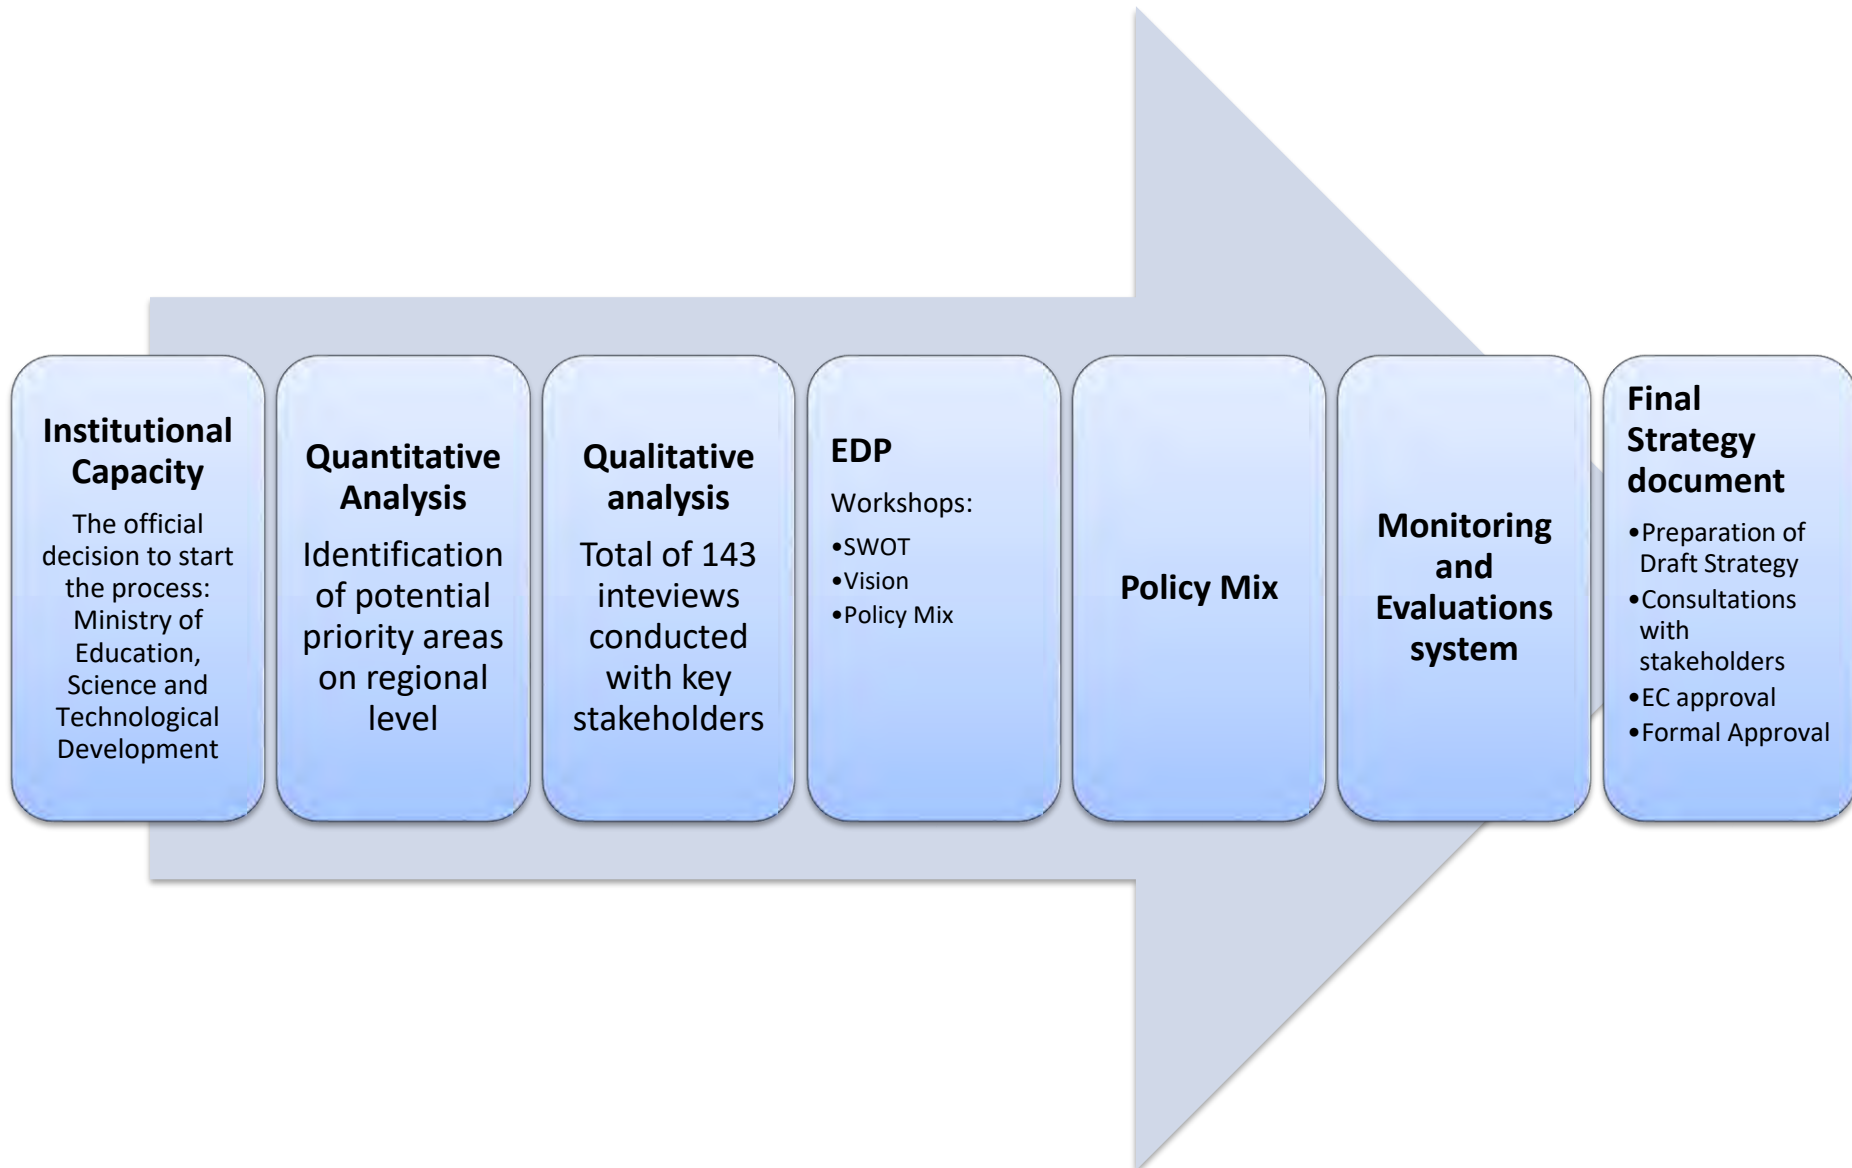 Institutional
Capacity
The official
decision to start
the process:
Ministry of
Education,
Science and
Technological
Development
Quantitative
Analysis
Identification
of potential
priority areas
on regional
level
Qualitative
analysis
Total of 143
inteviews
conducted
with key
stakeholders
EDP
Workshops:
•SWOT
•Vision
•Policy Mix
Policy Mix
Monitoring
and
Evaluations
system
Final
Strategy
document
•Preparation of
Draft Strategy
•Consultations
with
stakeholders
•EC approval
•Formal Approval